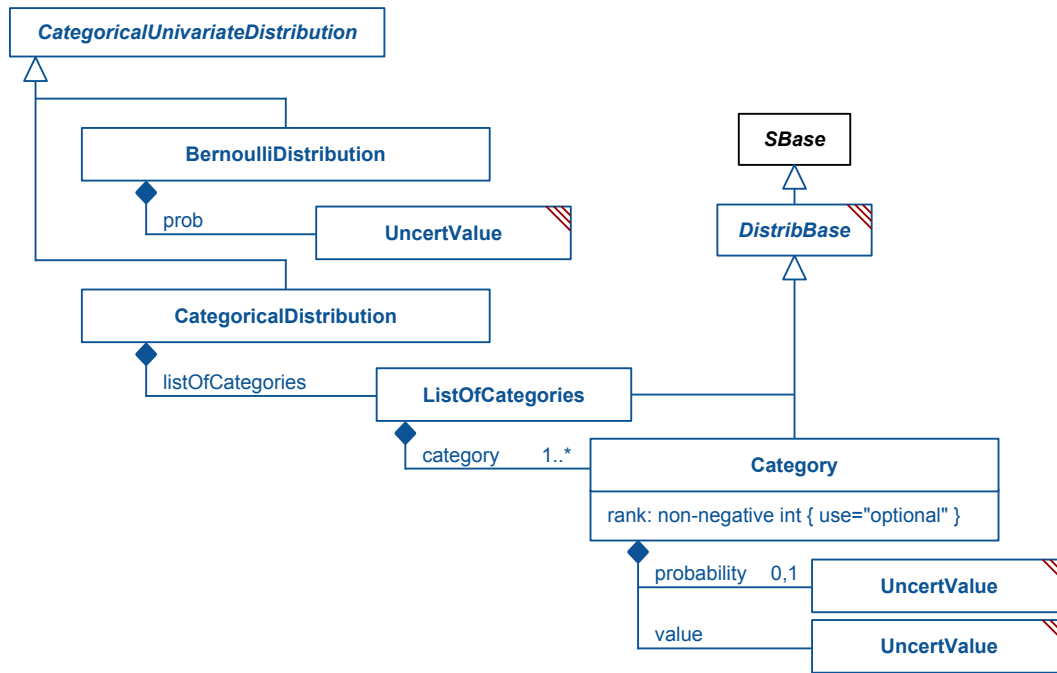 CategoricalUnivariateDistribution
BernoulliDistribution
SBase
prob
UncertValue
DistribBase
CategoricalDistribution
listOfCategories
ListOfCategories
category 1..*
Category
rank: non-negative int { use="optional" }
probability 0,1
UncertValue
value
UncertValue